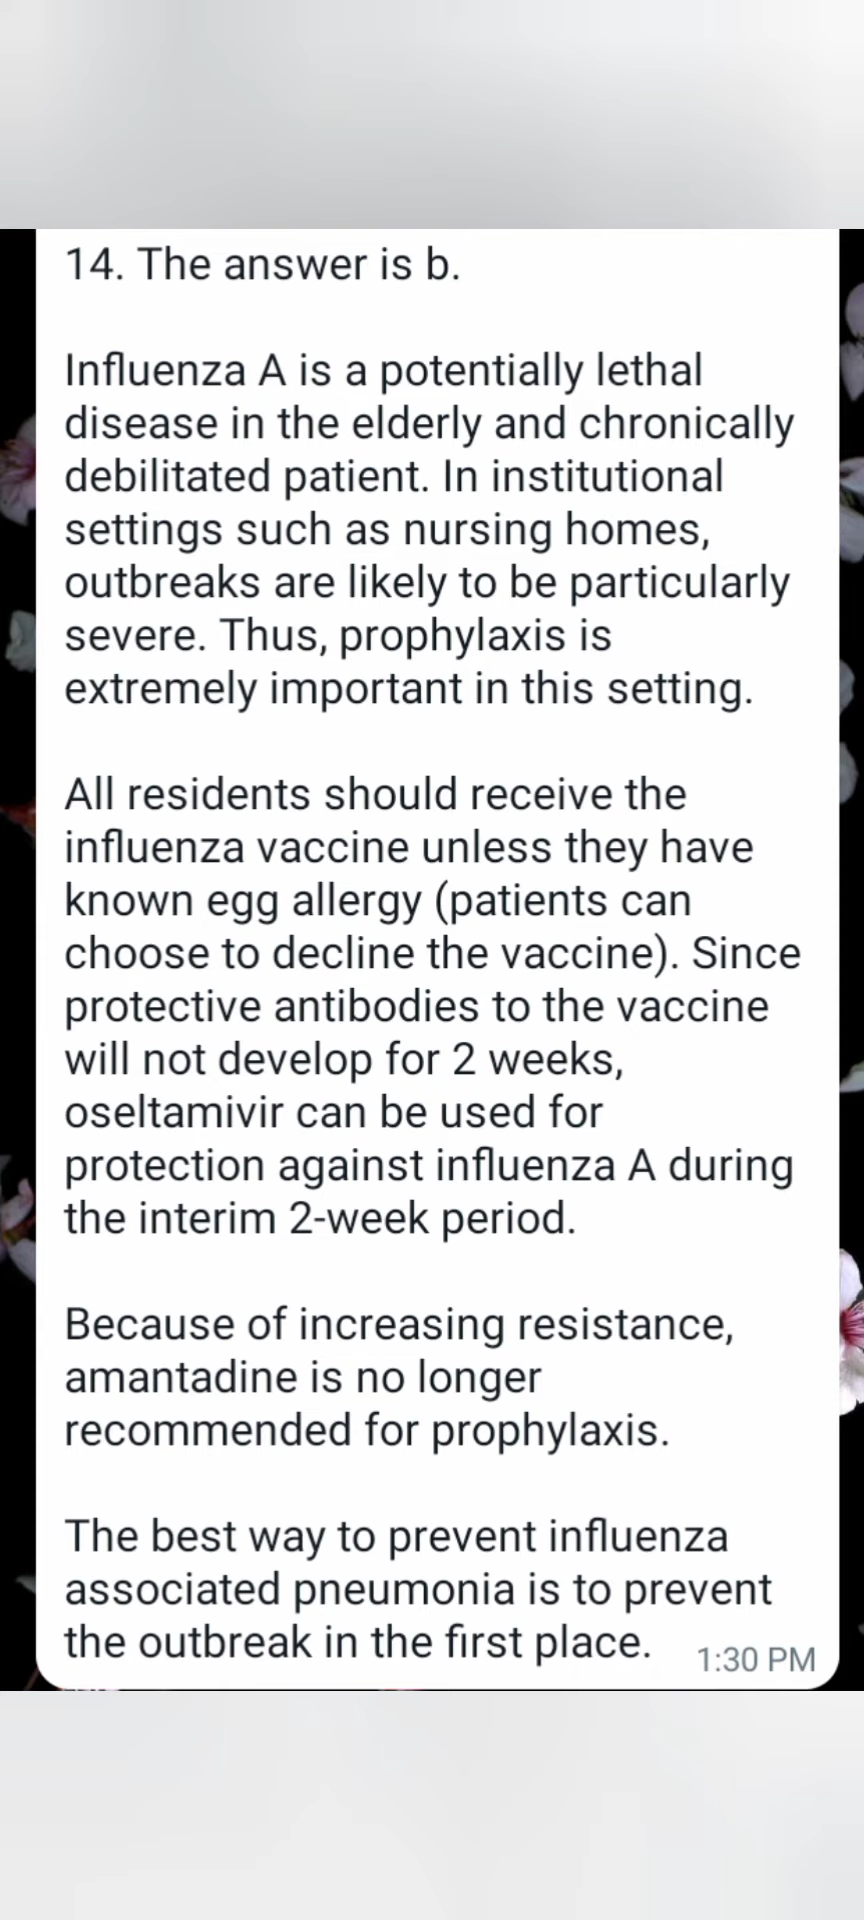 14. The answer is b.
Influenza A is a potentially lethal
disease in the elderly and chronically
debilitated patient. In institutional
settings such as nursing homes,
outbreaks are likely to be particularly
severe. Thus, prophylaxis is
extremely important in this setting.
All residents should receive the
influenza vaccine unless they have
known egg allergy (patients can
choose to decline the vaccine). Since
protective antibodies to the vaccine
will not develop for 2 weeks,
oseltamivir can be used for
protection against influenza A during
the interim 2-week period.
Because of increasing resistance,
amantadine is no longer
recommended for prophylaxis.
The best way to prevent influenza
associated pneumonia is to prevent
the outbreak in the first place.
1:30 PM